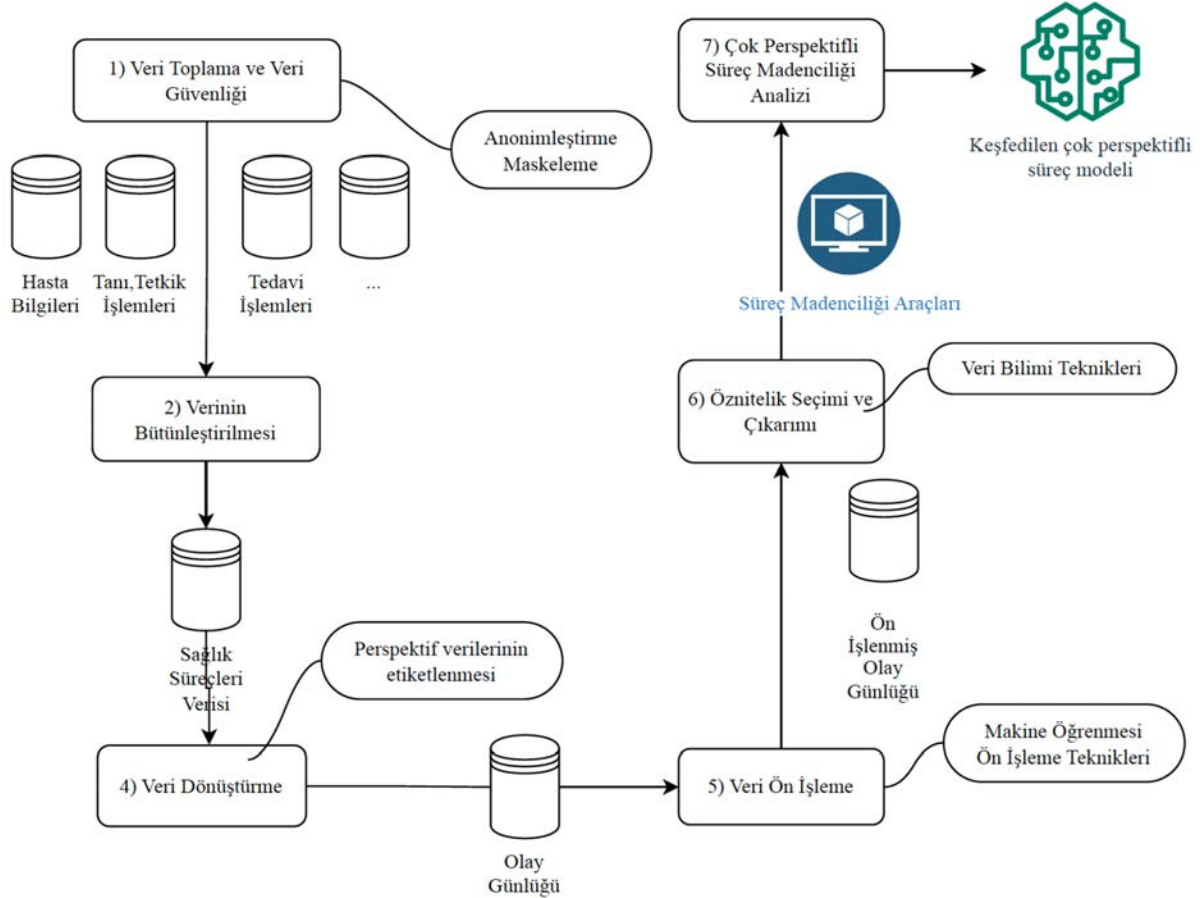 1) Veri Toplama ve Veri
Güvenliği
Anonimleştirme
Maskeleme
Hasta
Bilgileri
Tanı,Tetkik
İşlemleri
Tedavi
İşlemleri
...
2) Verinin
Bütünleştirilmesi
Sağlık
Süreçleri
Verisi
Perspektif verilerinin
etiketlenmesi
4) Veri Dönüştürme
Olay
Günlüğü
5) Veri Ön İşleme
Makine Öğrenmesi
Ön İşleme Teknikleri
Ön
İşlenmiş
Olay
Günlüğü
6) Öznitelik Seçimi ve
Çıkarımı
Veri Bilimi Teknikleri
Süreç Madenciliği Araçları
7) Çok Perspektifli
Süreç Madenciliği
Analizi
Keşfedilen çok perspektifli
süreç modeli